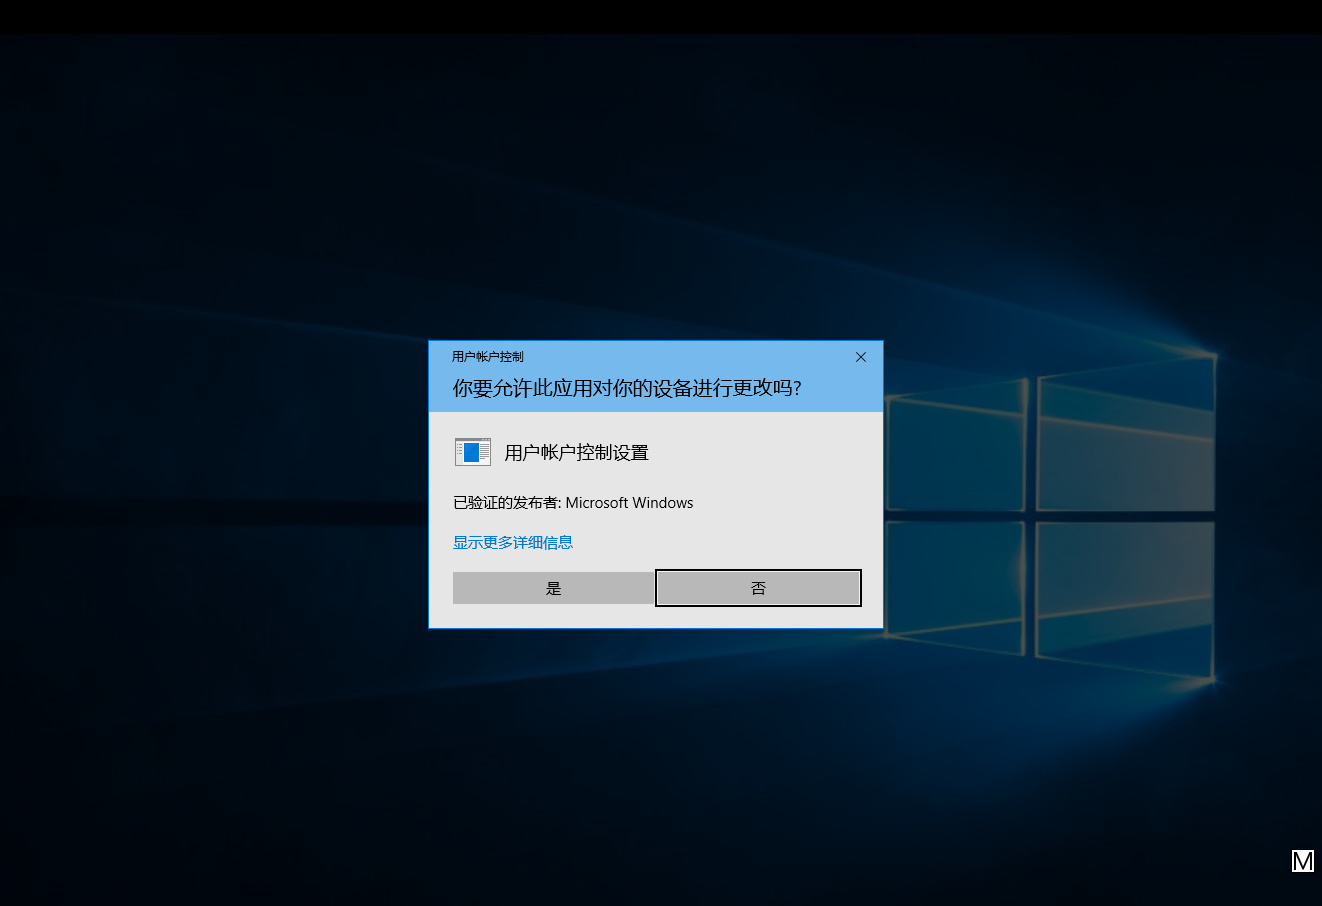 用户帐户控制
你要允许此应用对你的设备进行更改吗?
用户帐户控制设置
已验证的发布者: Microsoft Windows
显示更多详细信息
是 否
M